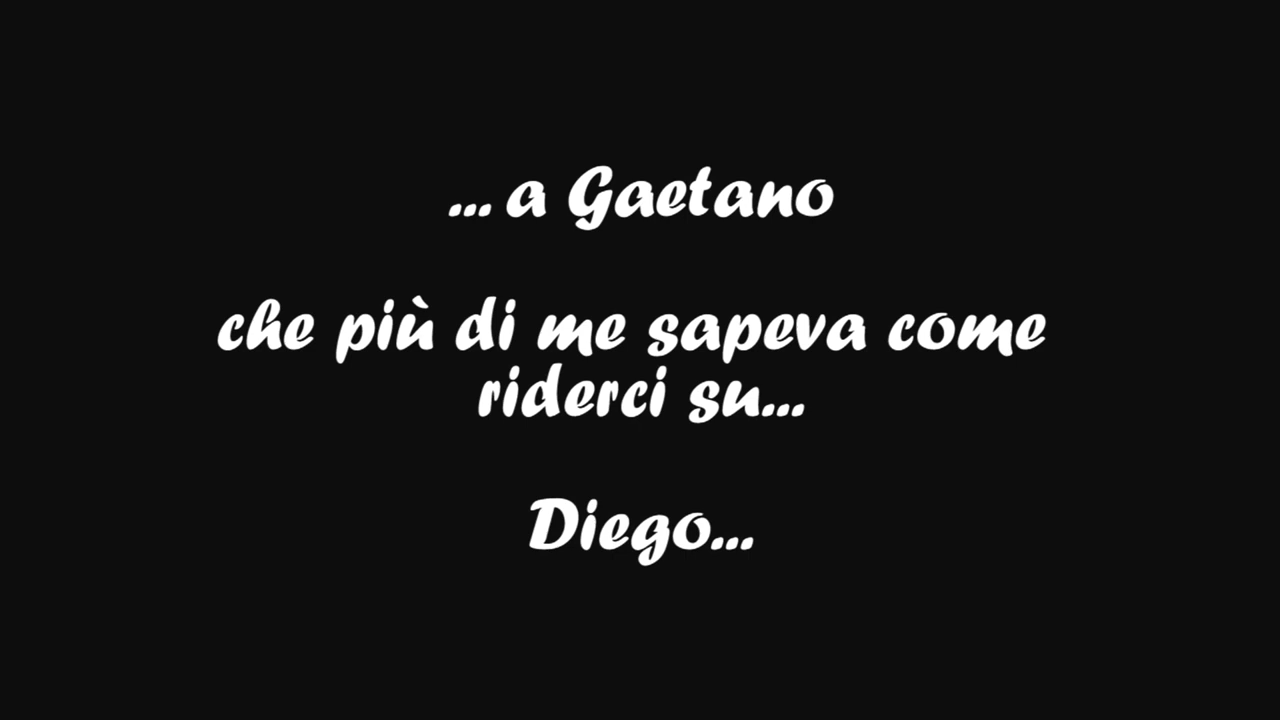 ... a Gaetano
che più di me sapeva come
riderci su...
Diego...